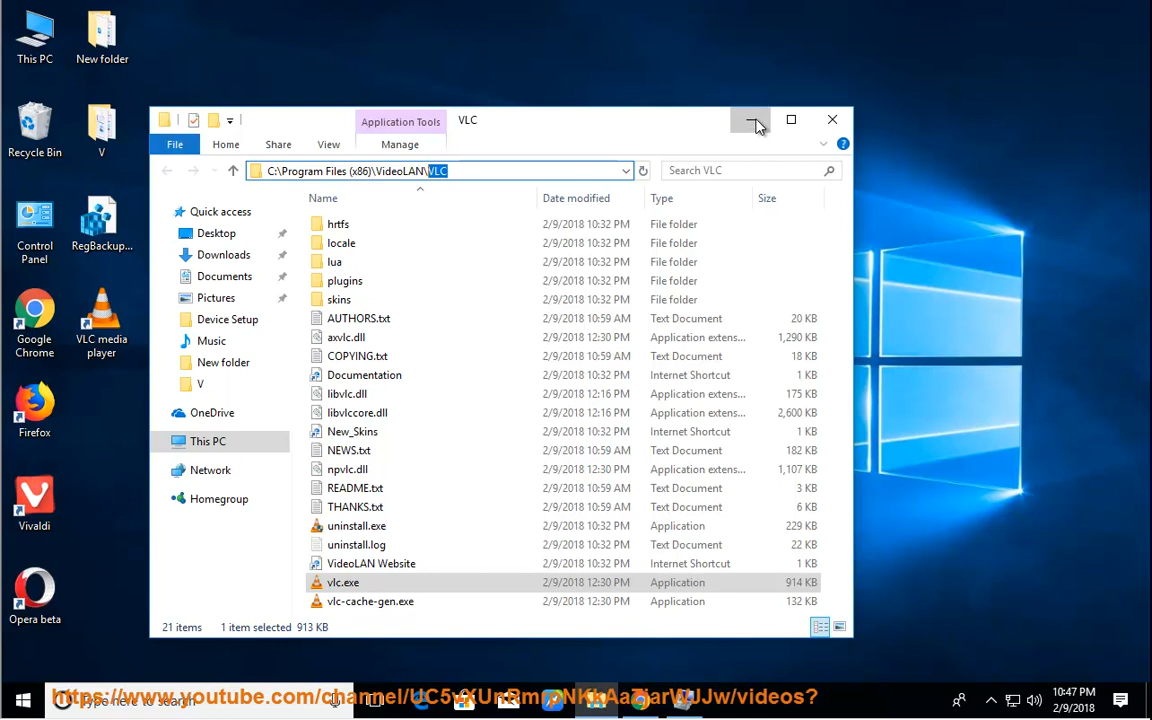 This PC
New folder
Recycle Bin
V
Control Panel
RegBackup...
Google Chrome
VLC media player
Firefox
Vivaldi
Opera beta
Application Tools
VLC
File
Home
Share
View
Manage
C:\Program Files (x86)\VideoLAN\VLC
Search VLC
Quick access
Desktop
Downloads
Documents
Pictures
Device Setup
Music
New folder
V
OneDrive
This PC
Network
Homegroup
Name Date modified Type Size
hrtfs 2/9/2018 10:32 PM File folder
locale 2/9/2018 10:32 PM File folder
lua 2/9/2018 10:32 PM File folder
plugins 2/9/2018 10:32 PM File folder
skins 2/9/2018 10:32 PM File folder
AUTHORS.txt 2/9/2018 10:59 AM Text Document 20 KB
axvlc.dll 2/9/2018 12:30 PM Application extens... 1,290 KB
COPYING.txt 2/9/2018 10:59 AM Text Document 18 KB
Documentation 2/9/2018 10:32 PM Internet Shortcut 1 KB
libvlc.dll 2/9/2018 12:16 PM Application extens... 175 KB
libvlccore.dll 2/9/2018 12:16 PM Application extens... 2,600 KB
New_Skins 2/9/2018 10:32 PM Internet Shortcut 1 KB
NEWS.txt 2/9/2018 10:59 AM Text Document 182 KB
npvlc.dll 2/9/2018 12:30 PM Application extens... 1,107 KB
README.txt 2/9/2018 10:59 AM Text Document 3 KB
THANKS.txt 2/9/2018 10:59 AM Text Document 6 KB
uninstall.exe 2/9/2018 10:32 PM Application 229 KB
uninstall.log 2/9/2018 10:32 PM Text Document 22 KB
VideoLAN Website 2/9/2018 10:32 PM Internet Shortcut 1 KB
vlc.exe 2/9/2018 12:30 PM Application 914 KB
vlc-cache-gen.exe 2/9/2018 12:30 PM Application 132 KB
21 items 1 item selected 913 KB
Type here to search
10:47 PM
2/9/2018